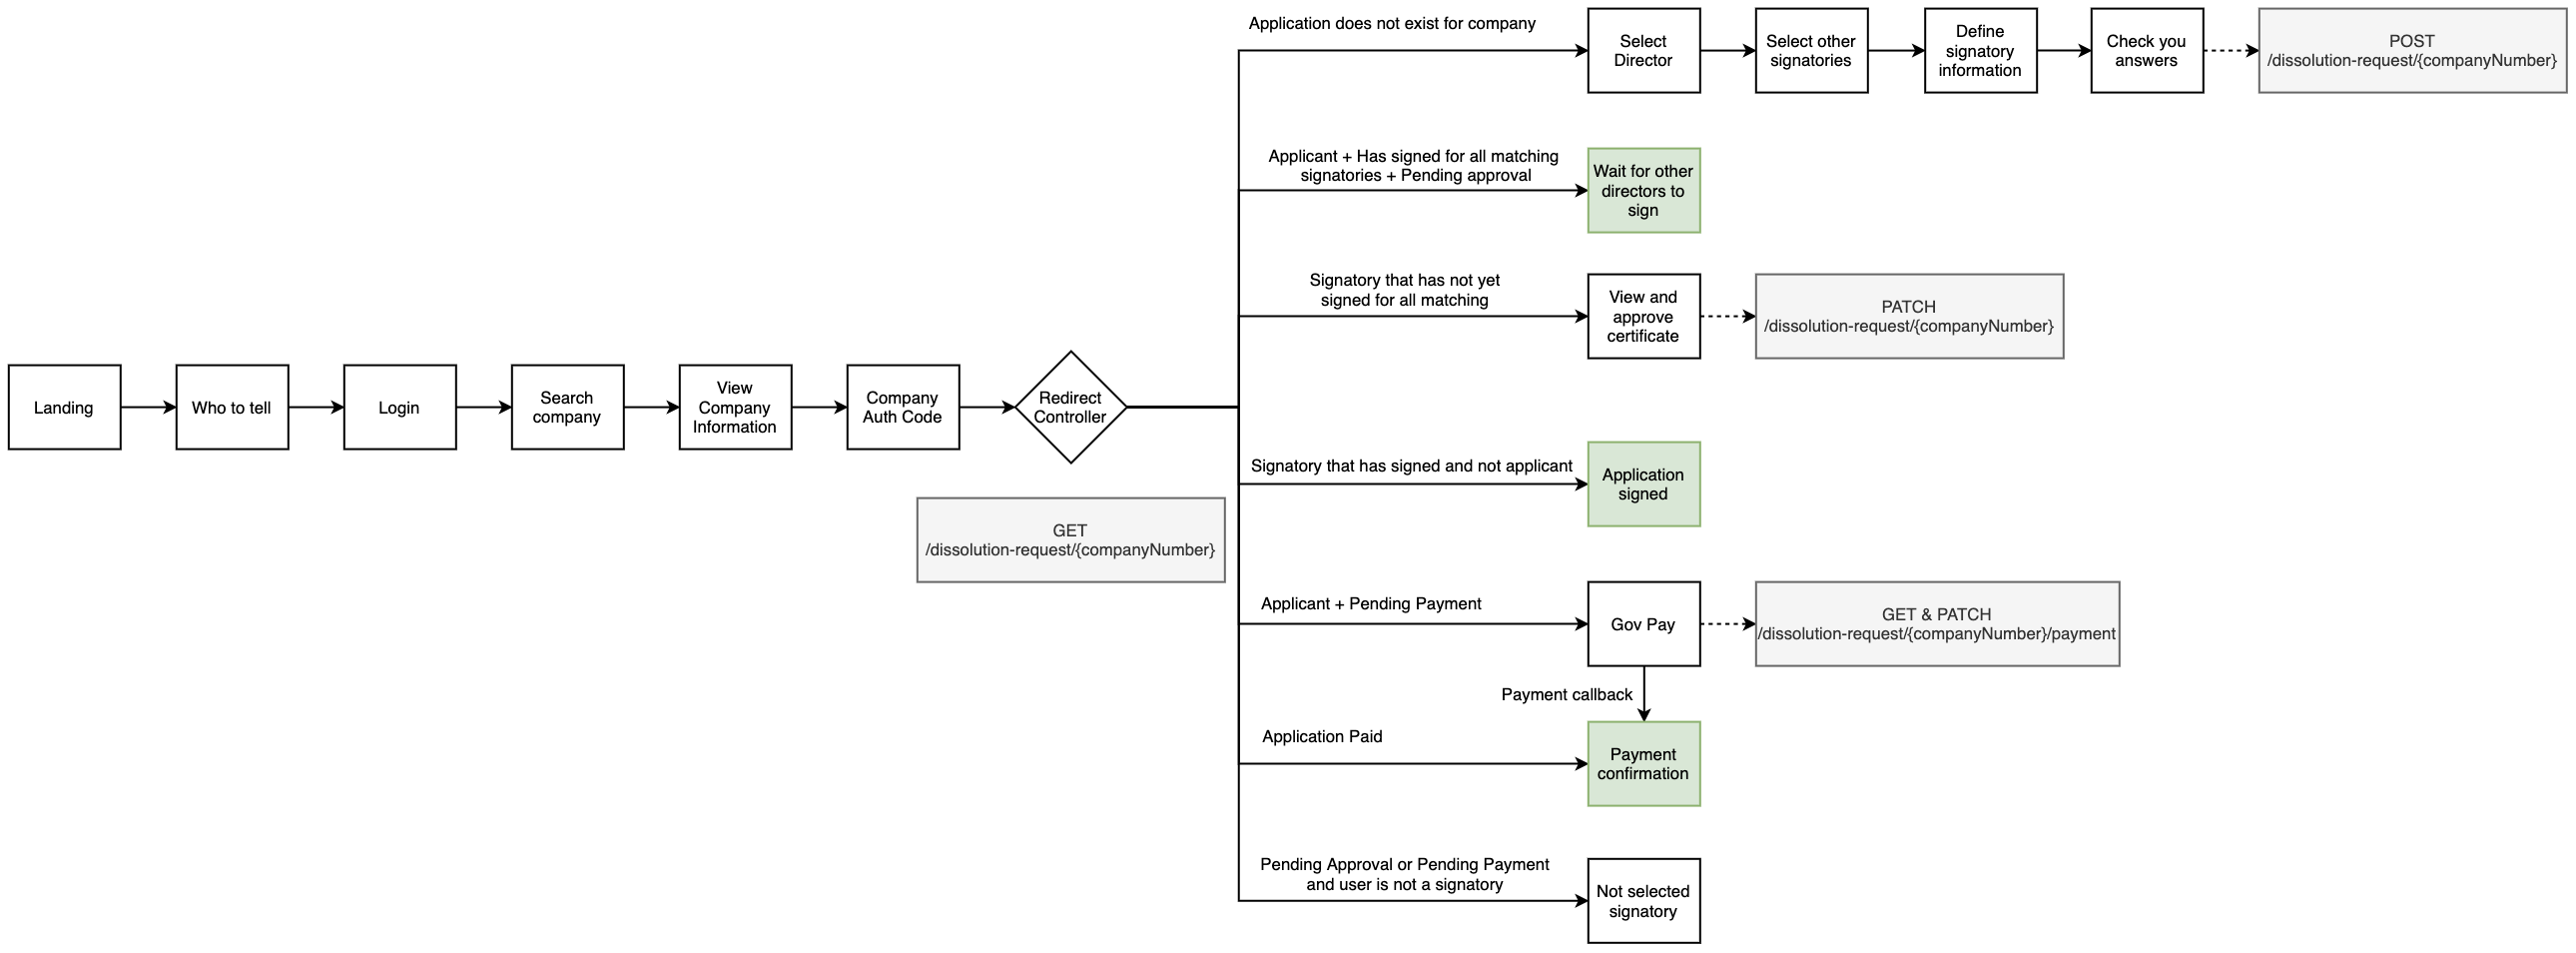 Application does not exist for company
Select
Director
Select other
signatories
Define
signatory
information
Check you
answers
POST
/dissolution-request/{companyNumber}
Applicant + Has signed for all matching
signatories + Pending approval
Wait for other
directors to
sign
Signatory that has not yet
signed for all matching
View and
approve
certificate
PATCH
/dissolution-request/{companyNumber}
Landing
Who to tell
Login
Search
company
View
Company
Information
Company
Auth Code
Redirect
Controller
GET
/dissolution-request/{companyNumber}
Signatory that has signed and not applicant
Application
signed
Applicant + Pending Payment
Gov Pay
GET & PATCH
/dissolution-request/{companyNumber}/payment
Payment callback
Application Paid
Payment
confirmation
Pending Approval or Pending Payment
and user is not a signatory
Not selected
signatory